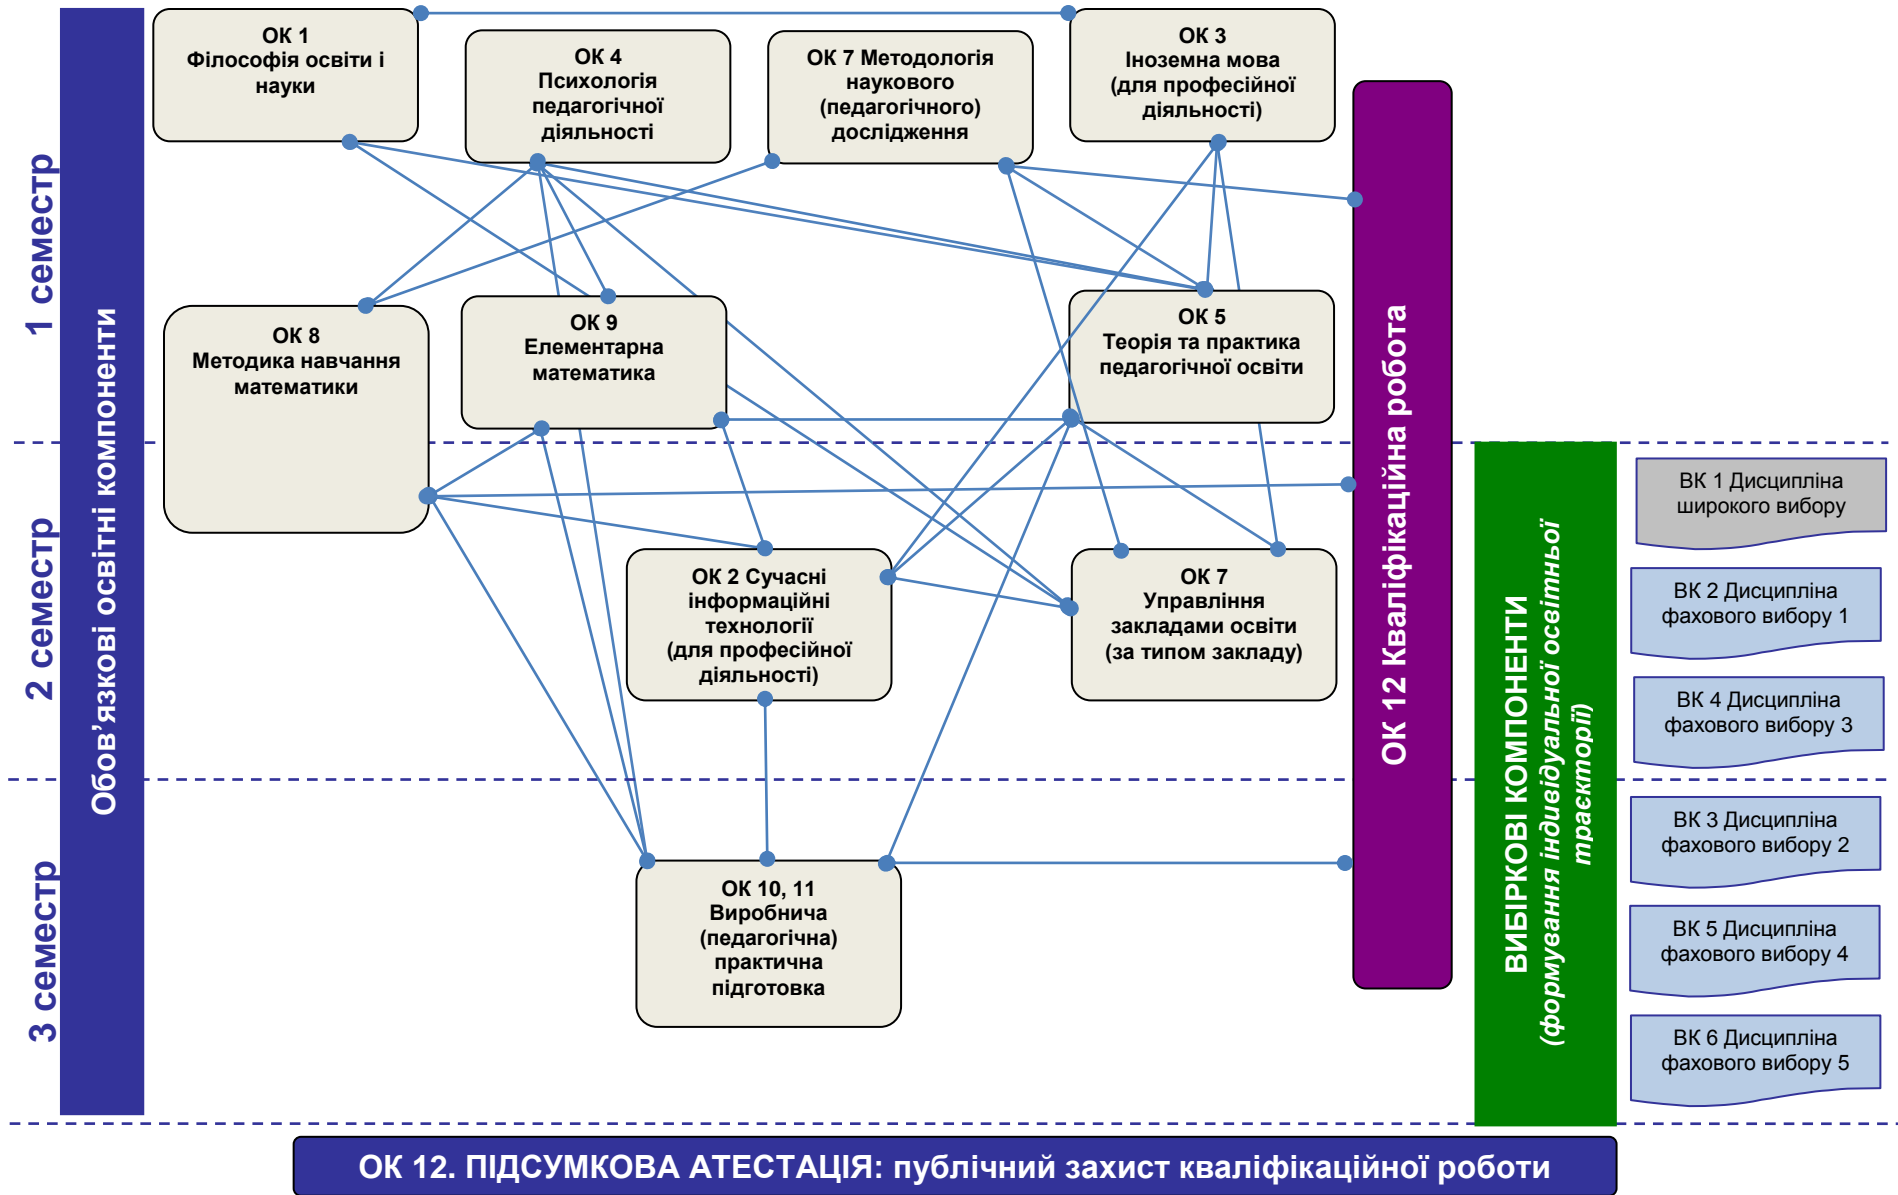 1 семестр
2 семестр
3 семестр
Обов’язкові освітні компоненти
ОК 1
Філософія освіти і
науки
ОК 4
Психологія
педагогічної
діяльності
ОК 7 Методологія
наукового
(педагогічного)
дослідження
ОК 3
Іноземна мова
(для професійної
діяльності)
ОК 8
Методика навчання
математики
ОК 9
Елементарна
математика
ОК 5
Теорія та практика
педагогічної освіти
ОК 2 Сучасні
інформаційні
технології
(для професійної
діяльності)
ОК 7
Управління
закладами освіти
(за типом закладу)
ОК 10, 11
Виробнича
(педагогічна)
практична
підготовка
ОК 12 Кваліфікаційна робота
ВИБІРКОВІ КОМПОНЕНТИ
(формування індивідуальної освітньої
траєкторії)
ВК 1 Дисципліна
широкого вибору
ВК 2 Дисципліна
фахового вибору 1
ВК 4 Дисципліна
фахового вибору 3
ВК 3 Дисципліна
фахового вибору 2
ВК 5 Дисципліна
фахового вибору 4
ВК 6 Дисципліна
фахового вибору 5
ОК 12. ПІДСУМКОВА АТЕСТАЦІЯ: публічний захист кваліфікаційної роботи